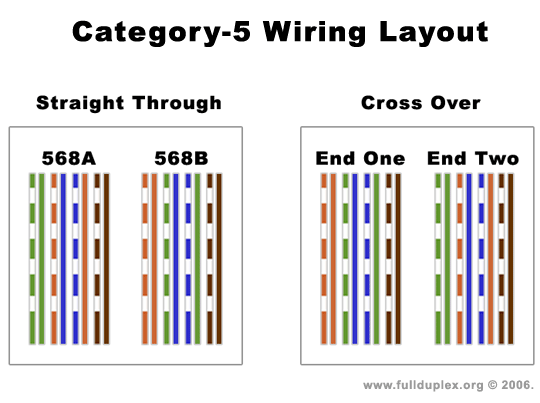 Category-5 Wiring Layout
Straight Through
Cross Over
568A
568B
End One
End Two
www.fullduplex.org © 2006.